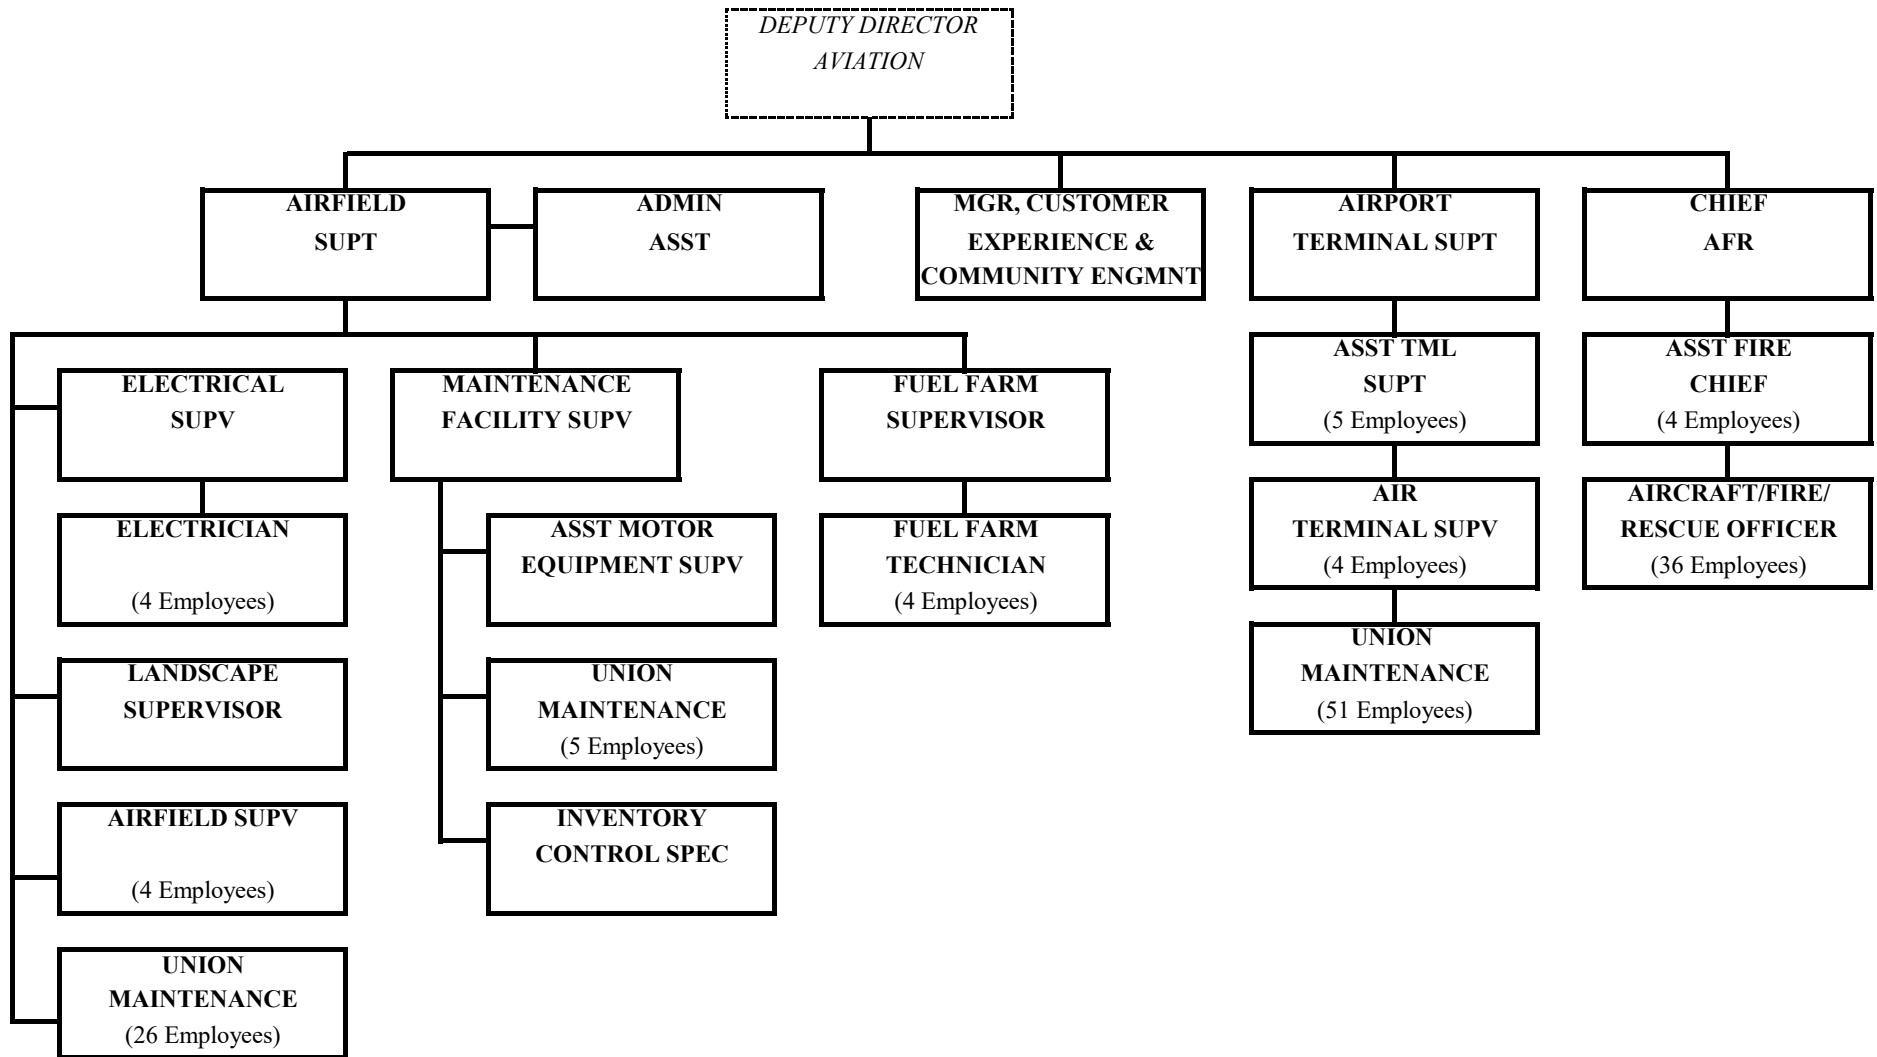 DEPUTY DIRECTOR
AVIATION
AIRFIELD
SUPT
ADMIN
ASST
MGR, CUSTOMER
EXPERIENCE &
COMMUNITY ENGMNT
AIRPORT
TERMINAL SUPT
CHIEF
AFR
ELECTRICAL
SUPV
MAINTENANCE
FACILITY SUPV
FUEL FARM
SUPERVISOR
ASST TML
SUPT
(5 Employees)
ASST FIRE
CHIEF
(4 Employees)
ELECTRICIAN
(4 Employees)
ASST MOTOR
EQUIPMENT SUPV
FUEL FARM
TECHNICIAN
(4 Employees)
AIR
TERMINAL SUPV
(4 Employees)
AIRCRAFT/FIRE/
RESCUE OFFICER
(36 Employees)
LANDSCAPE
SUPERVISOR
UNION
MAINTENANCE
(5 Employees)
UNION
MAINTENANCE
(51 Employees)
AIRFIELD SUPV
(4 Employees)
INVENTORY
CONTROL SPEC
UNION
MAINTENANCE
(26 Employees)